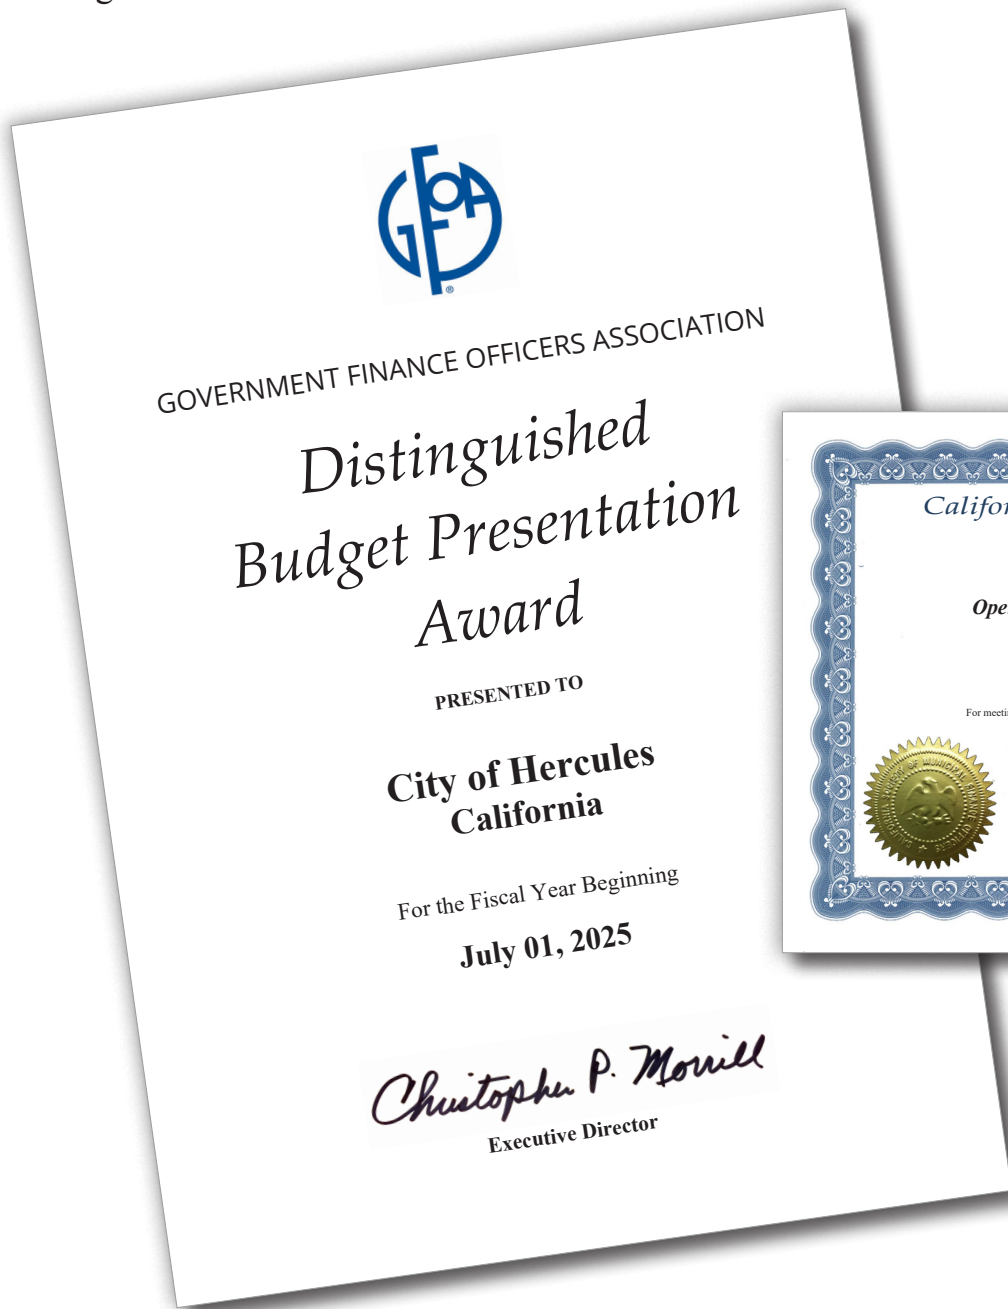 GFOA
®
GOVERNMENT FINANCE OFFICERS ASSOCIATION
Distinguished
Budget Presentation
Award
PRESENTED TO
City of Hercules
California
For the Fiscal Year Beginning
July 01, 2025
Christopher P. Morrill
Executive Director
Califor
Ope
For meeti